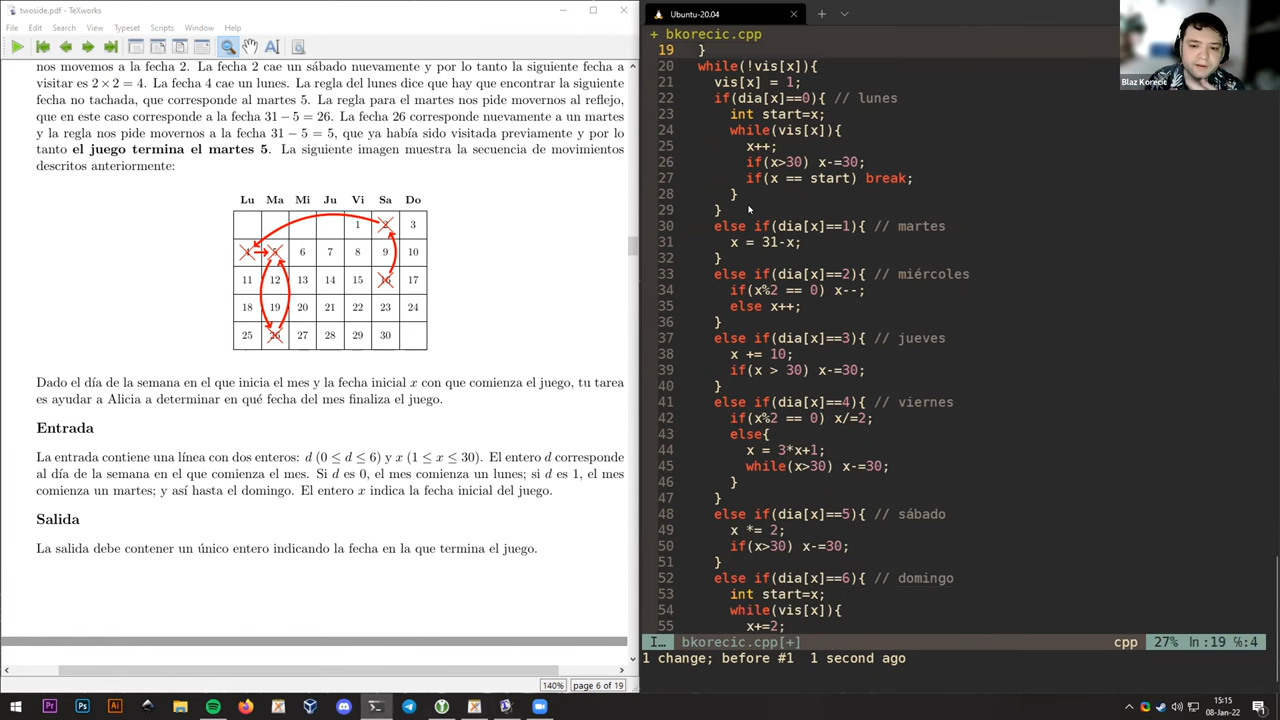 twoside.pdf - TeXworks
File Edit Search View Typeset Scripts Window Help
nos movemos a la fecha 2. La fecha 2 cae un sábado nuevamente y por lo tanto la siguiente fecha a
visitar es 2 × 2 = 4. La fecha 4 cae un lunes. La regla del lunes dice que hay que encontrar la siguiente
fecha no tachada, que corresponde al martes 5. La regla para el martes nos pide movernos al reflejo,
que en este caso corresponde a la fecha 31 − 5 = 26. La fecha 26 corresponde nuevamente a un martes
y la regla nos pide movernos a la fecha 31 − 5 = 5, que ya había sido visitada previamente y por lo
tanto el juego termina el martes 5. La siguiente imagen muestra la secuencia de movimientos
descritos anteriormente:
Lu Ma Mi Ju Vi Sa Do
1 2 3
4 5 6 7 8 9 10
11 12 13 14 15 16 17
18 19 20 21 22 23 24
25 26 27 28 29 30
Dado el día de la semana en el que inicia el mes y la fecha inicial x con que comienza el juego, tu tarea
es ayudar a Alicia a determinar en qué fecha del mes finaliza el juego.
Entrada
La entrada contiene una línea con dos enteros: d (0 ≤ d ≤ 6) y x (1 ≤ x ≤ 30). El entero d corresponde
al día de la semana en el que comienza el mes. Si d es 0, el mes comienza un lunes; si d es 1, el mes
comienza un martes; y así hasta el domingo. El entero x indica la fecha inicial del juego.
Salida
La salida debe contener un único entero indicando la fecha en la que termina el juego.
140% page 6 of 19
Ubuntu-20.04
+ bkorecic.cpp
19 }
20 while(!vis[x]){
21 vis[x] = 1;
22 if(dia[x]==0){ // lunes
23 int start=x;
24 while(vis[x]){
25 x++;
26 if(x>30) x-=30;
27 if(x == start) break;
28 }
29 }
30 else if(dia[x]==1){ // martes
31 x = 31-x;
32 }
33 else if(dia[x]==2){ // miércoles
34 if(x%2 == 0) x--;
35 else x++;
36 }
37 else if(dia[x]==3){ // jueves
38 x += 10;
39 if(x > 30) x-=30;
40 }
41 else if(dia[x]==4){ // viernes
42 if(x%2 == 0) x/=2;
43 else{
44 x = 3*x+1;
45 while(x>30) x-=30;
46 }
47 }
48 else if(dia[x]==5){ // sábado
49 x *= 2;
50 if(x>30) x-=30;
51 }
52 else if(dia[x]==6){ // domingo
53 int start=x;
54 while(vis[x]){
55 x+=2;
I… bkorecic.cpp[+] cpp 27% ln:19 ℅:4
1 change; before #1 1 second ago
Blaz Korecic
15:15
08-Jan-22